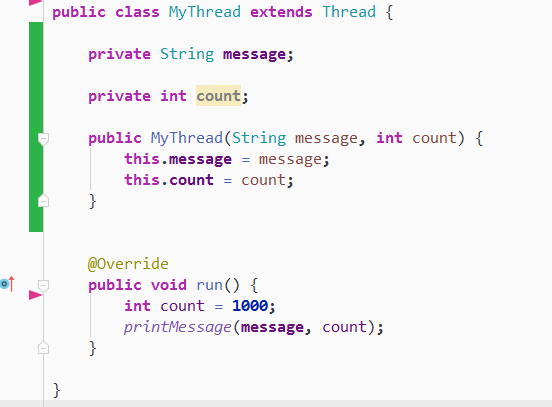 public class MyThread extends Thread {
private String message;
private int count;
public MyThread(String message, int count) {
this.message = message;
this.count = count;
}
@Override
public void run() {
int count = 1000;
printMessage(message, count);
}
}